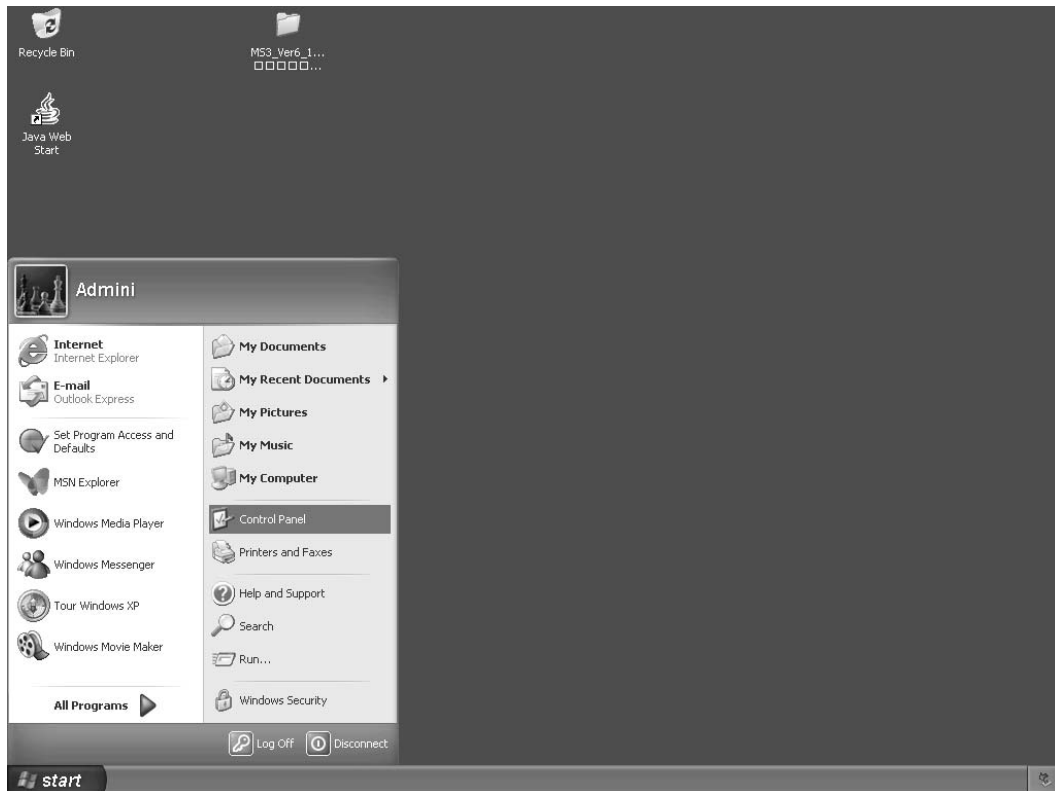 Recycle Bin
MS3_Ver6_1...
□□□□□...
Java Web
Start
Admini
Internet
Internet Explorer
E-mail
Outlook Express
Set Program Access and
Defaults
MSN Explorer
Windows Media Player
Windows Messenger
Tour Windows XP
Windows Movie Maker
All Programs
My Documents
My Recent Documents
My Pictures
My Music
My Computer
Control Panel
Printers and Faxes
Help and Support
Search
Run...
Windows Security
Log Off
Disconnect
start